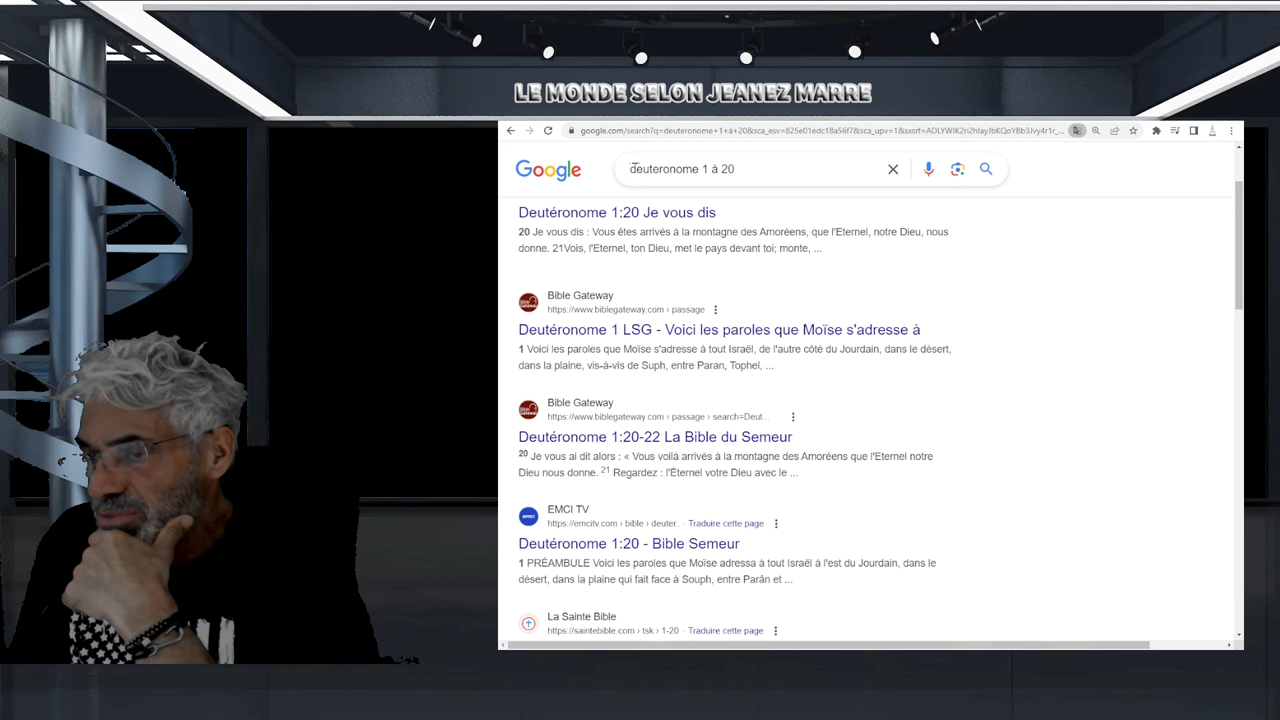 LE MONDE SELON JEANEZ MARRE
google.com/search?q=deuteronome+1+à+20&sca_esv=825e01edc18a56f7&sca_upv=1&sxsrf=
Google
deuteronome 1 à 20
Deutéronome 1:20 Je vous dis
20 Je vous dis : Vous êtes arrivés à la montagne des Amoréens, que l'Eternel, notre Dieu, nous
donne. 21Vois, l'Eternel, ton Dieu, met le pays devant toi; monte, ...
Bible Gateway
https://www.biblegateway.com › passage
Deutéronome 1 LSG - Voici les paroles que Moïse s'adresse à
1 Voici les paroles que Moïse s'adresse à tout Israël, de l'autre côté du Jourdain, dans le désert,
dans la plaine, vis-à-vis de Suph, entre Paran, Tophel, ...
Bible Gateway
https://www.biblegateway.com › passage › search=Deut...
Deutéronome 1:20-22 La Bible du Semeur
20 Je vous ai dit alors : « Vous voilà arrivés à la montagne des Amoréens que l'Eternel notre
Dieu nous donne. 21 Regardez : l'Éternel votre Dieu avec le ...
EMCI TV
https://emcitv.com › bible › deuter. · Traduire cette page
Deutéronome 1:20 - Bible Semeur
1 PRÉAMBULE Voici les paroles que Moïse adressa à tout Israël à l'est du Jourdain, dans le
désert, dans la plaine qui fait face à Souph, entre Parân et ...
La Sainte Bible
https://saintebible.com › tsk › 1-20 · Traduire cette page